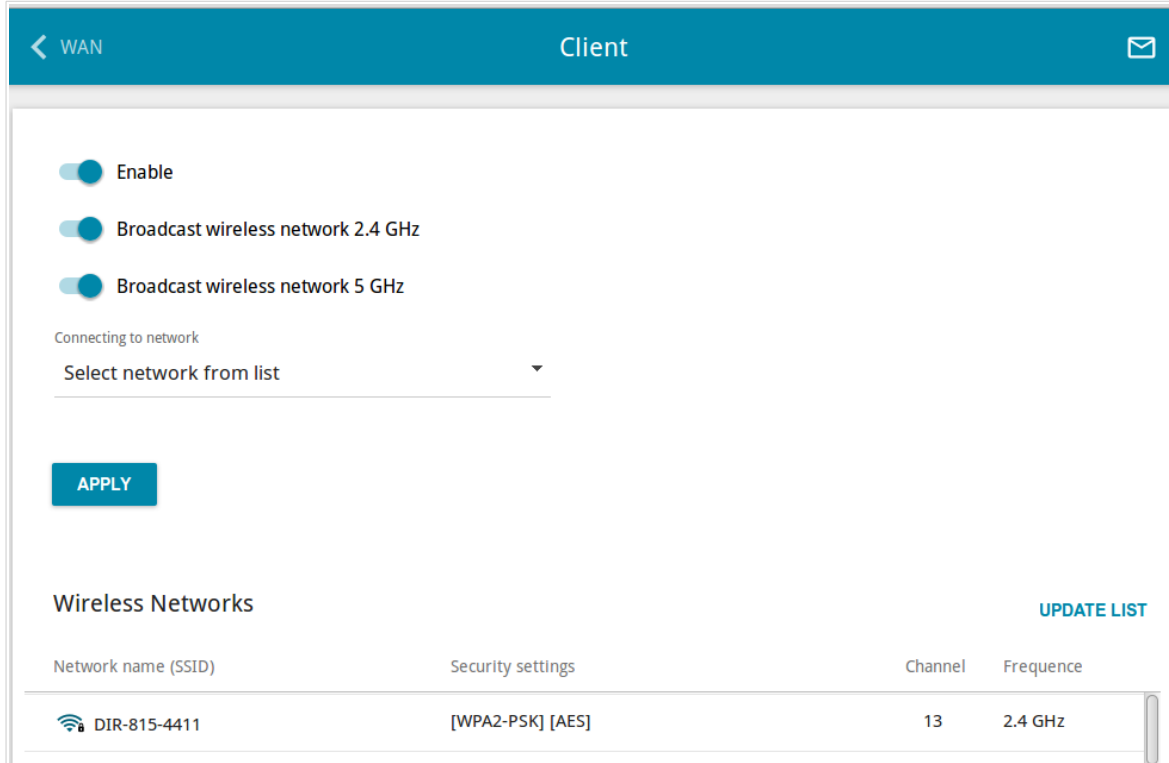 WAN Client
Enable
Broadcast wireless network 2.4 GHz
Broadcast wireless network 5 GHz
Connecting to network
Select network from list
APPLY
Wireless Networks
UPDATE LIST
Network name (SSID) Security settings Channel Frequence
DIR-815-4411 [WPA2-PSK] [AES] 13 2.4 GHz